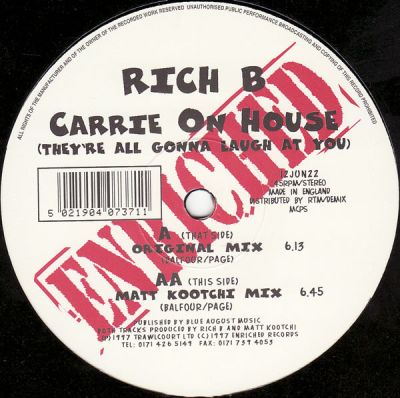 ALL RIGHTS OF THE MANUFACTURER AND OF THE OWNER OF THE RECORDED WORK RESERVED UNAUTHORISED PUBLIC PERFORMANCE BROADCASTING AND COPYING OF THIS RECORD PROHIBITED
RICH B
CARRIE ON HOUSE
(THEY'RE ALL GONNA LAUGH AT YOU)
ENRICHED
12JUN22
45RPM/STEREO
MADE IN ENGLAND
DISTRIBUTED BY RTM/DEMIX
MCPS
5 021904 073711
A (THAT SIDE)
ORIGINAL MIX 6.13
(BALFOUR/PAGE)
AA (THIS SIDE)
MATT KOOTCHI MIX 6.45
(BALFOUR/PAGE)
PUBLISHED BY BLUE AUGUST MUSIC
BOTH TRACKS PRODUCED BY RICH B AND MATT KOOTCHI
℗1997 TRAWLCOURT LTD ©1997 ENRICHED RECORDS
TEL: 0171 426 5149 FAX: 0171 739 4053